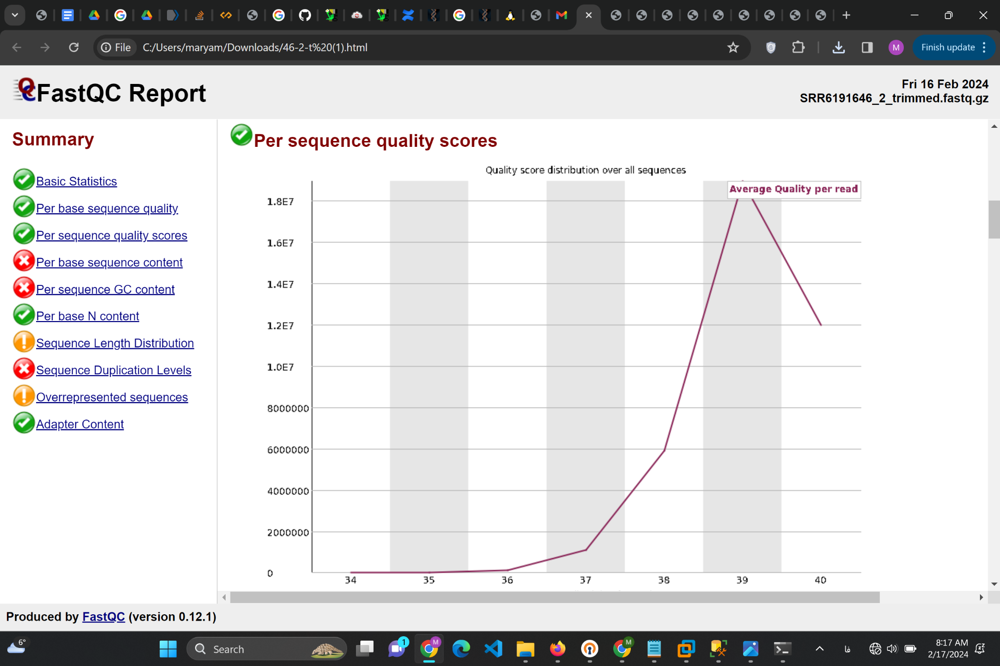 File
C:/Users/maryam/Downloads/46-2-t%20(1).html
M
Finish update
FastQC Report
Fri 16 Feb 2024
SRR6191646_2_trimmed.fastq.gz
Summary
Basic Statistics
Per base sequence quality
Per sequence quality scores
Per base sequence content
Per sequence GC content
Per base N content
Sequence Length Distribution
Sequence Duplication Levels
Overrepresented sequences
Adapter Content
Per sequence quality scores
Quality score distribution over all sequences
Average Quality per read
1.8E7
1.6E7
1.4E7
1.2E7
1.0E7
8000000
6000000
4000000
2000000
0
34 35 36 37 38 39 40
Produced by FastQC (version 0.12.1)
6°
Search
1
M
M
فا
8:17 AM
2/17/2024